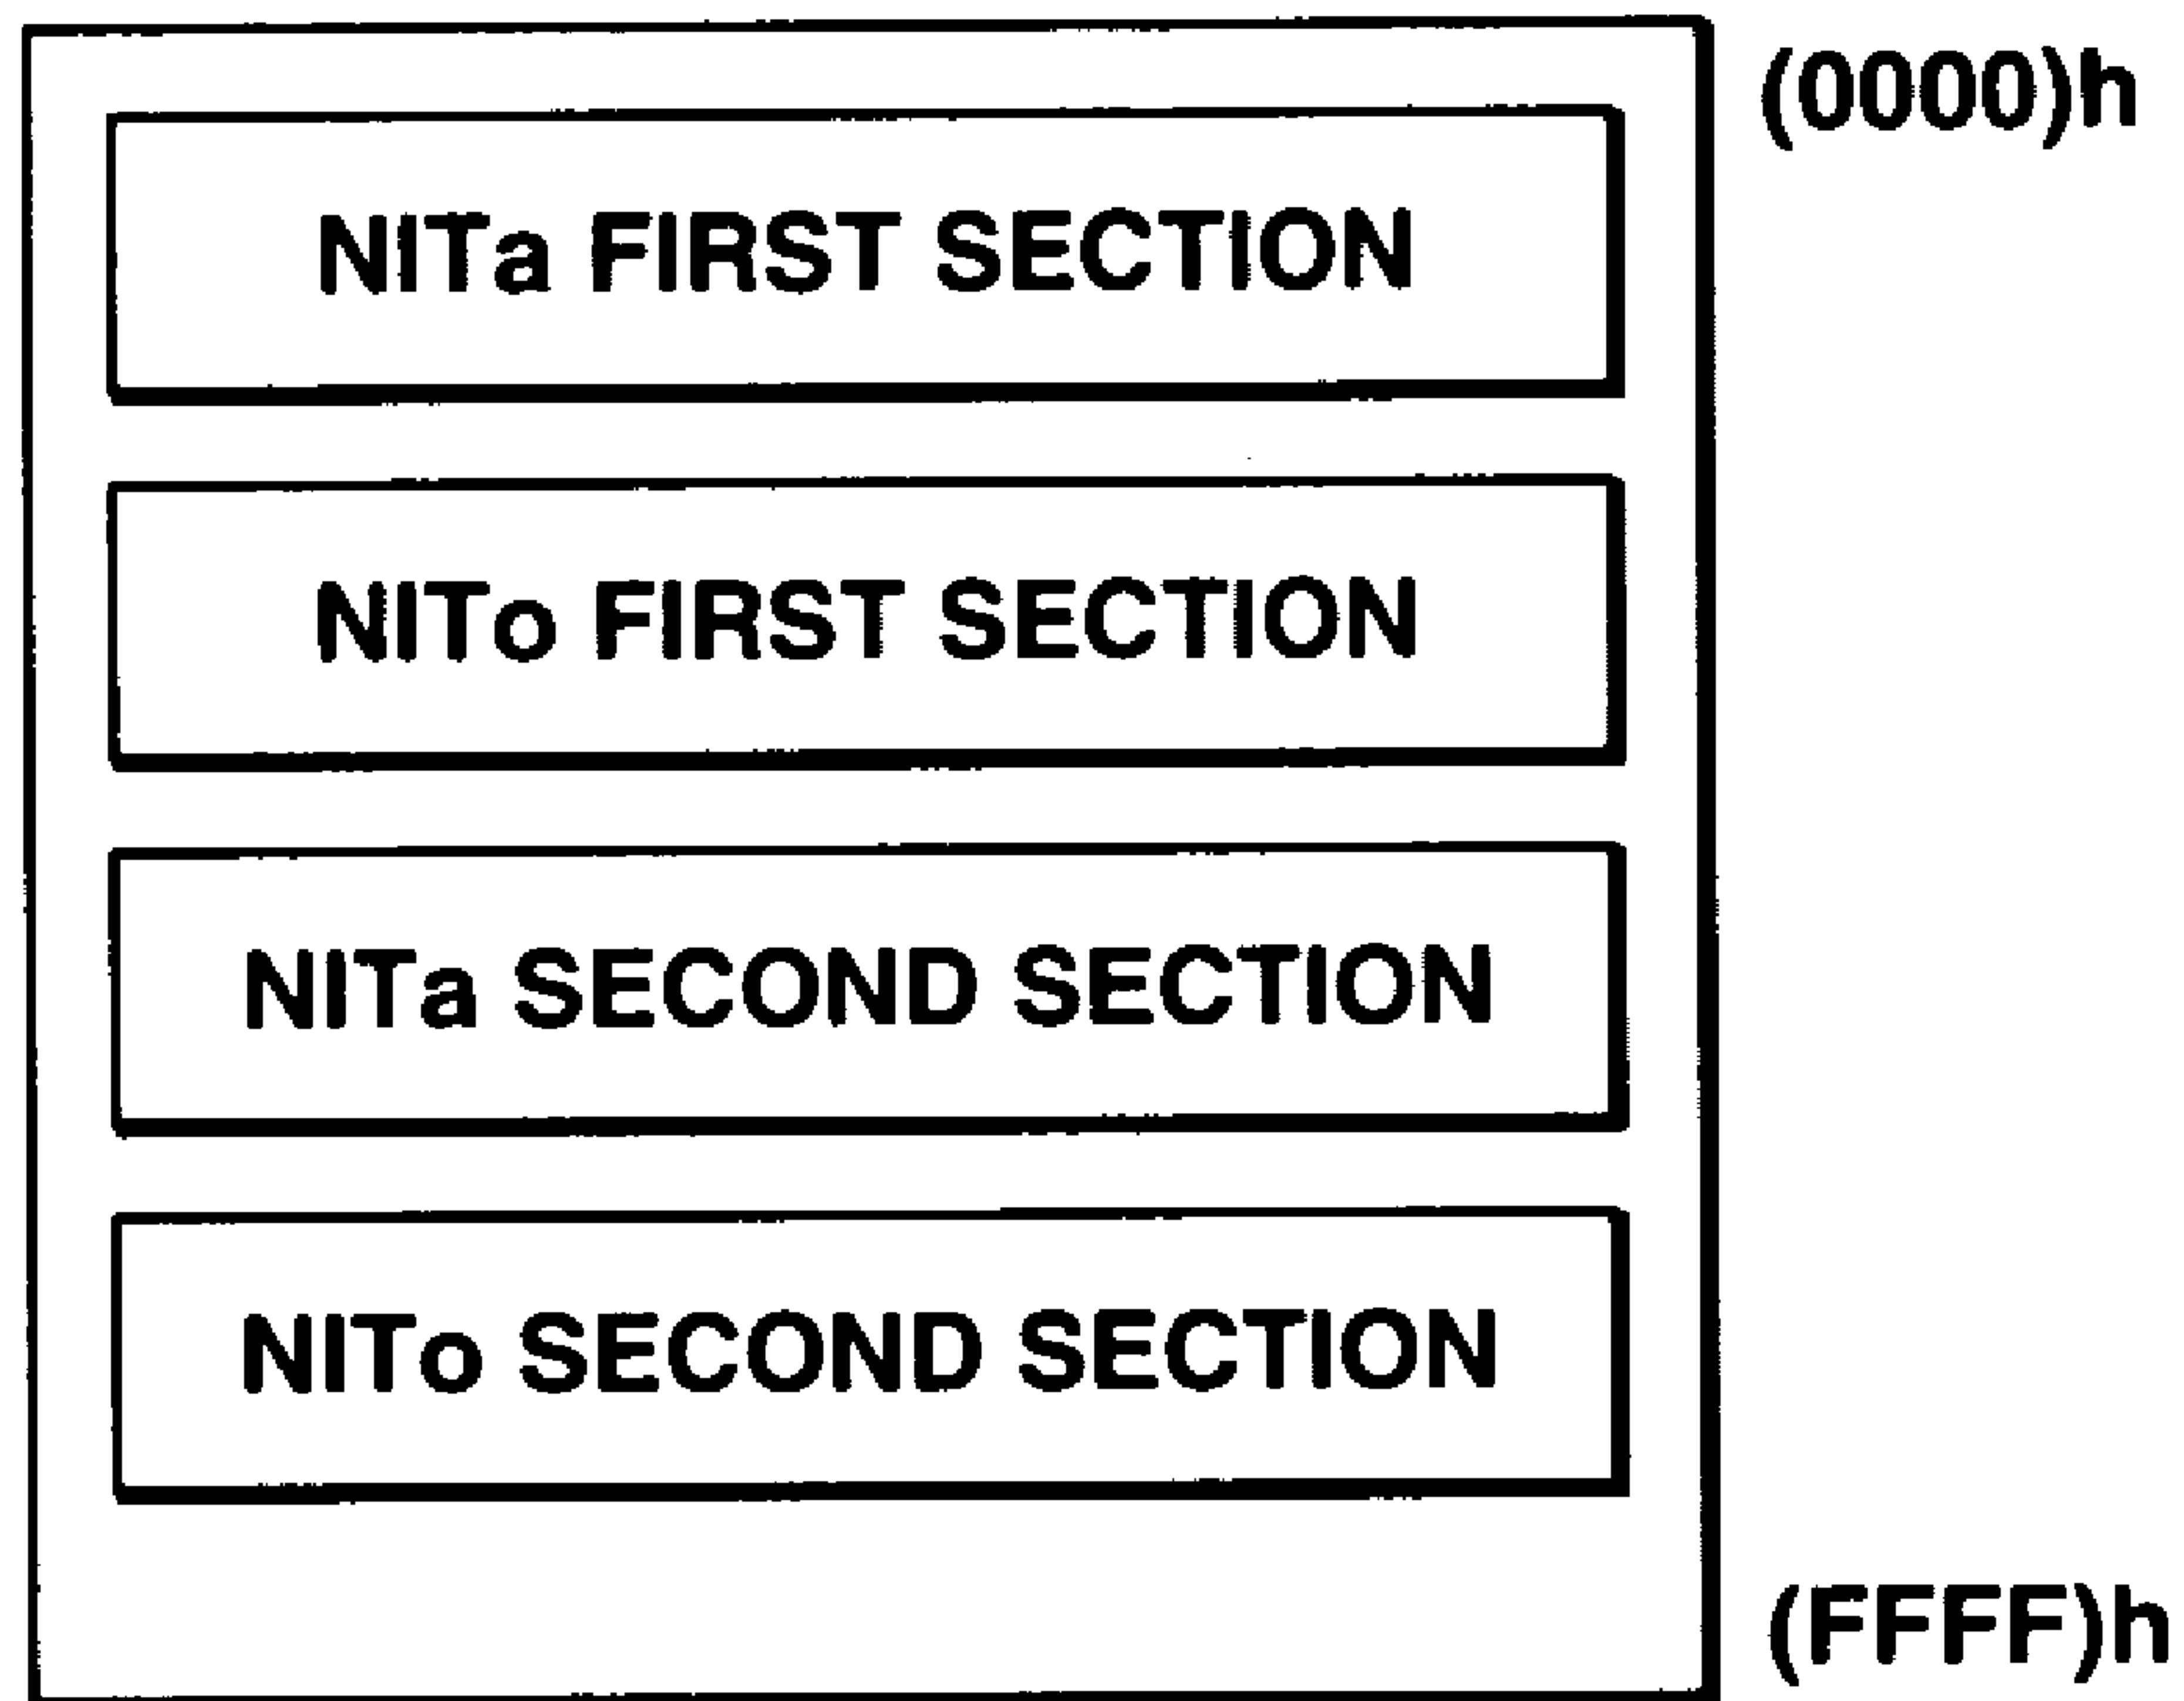 (0000)h
NITa FIRST SECTION
NITo FIRST SECTION
NITa SECOND SECTION
NITo SECOND SECTION
(FFFF)h